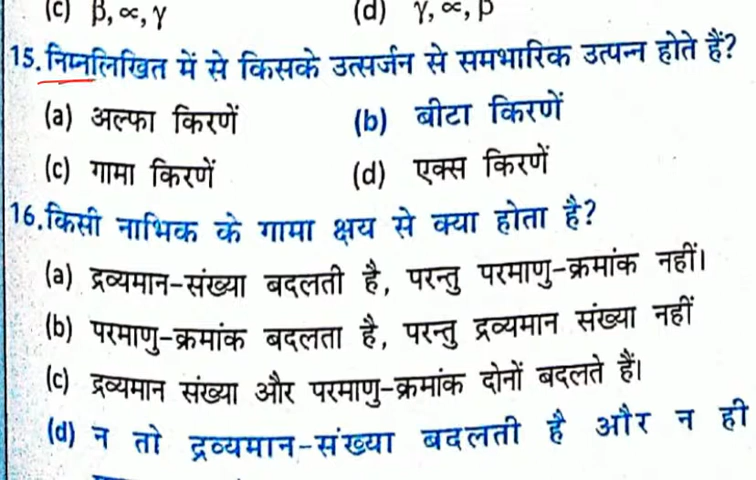 (c) β, ∝, γ (d) γ, ∝, β
15. निम्नलिखित में से किसके उत्सर्जन से समभारिक उत्पन्न होते हैं?
(a) अल्फा किरणें (b) बीटा किरणें
(c) गामा किरणें (d) एक्स किरणें
16. किसी नाभिक के गामा क्षय से क्या होता है?
(a) द्रव्यमान-संख्या बदलती है, परन्तु परमाणु-क्रमांक नहीं।
(b) परमाणु-क्रमांक बदलता है, परन्तु द्रव्यमान संख्या नहीं
(c) द्रव्यमान संख्या और परमाणु-क्रमांक दोनों बदलते हैं।
(d) न तो द्रव्यमान-संख्या बदलती है और न ही